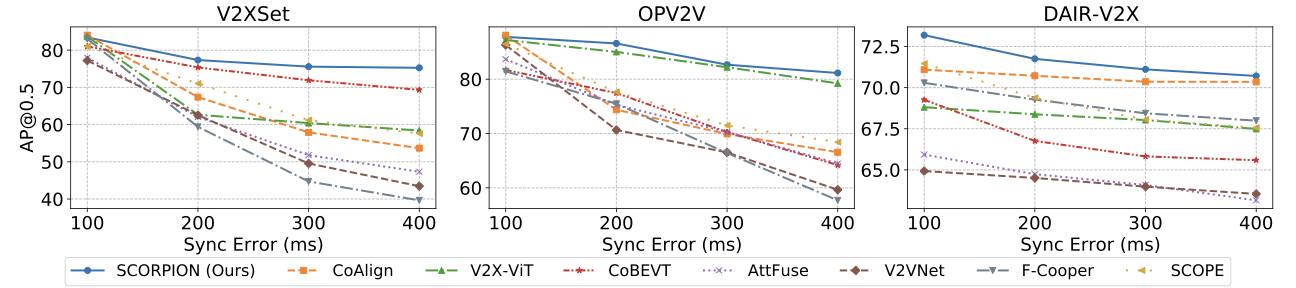 V2XSet
OPV2V
DAIR-V2X
AP@0.5
80
70
60
50
40
80
70
60
72.5
70.0
67.5
65.0
100 200 300 400
100 200 300 400
100 200 300 400
Sync Error (ms)
Sync Error (ms)
Sync Error (ms)
SCORPION (Ours) CoAlign V2X-ViT CoBEVT AttFuse V2VNet F-Cooper SCOPE